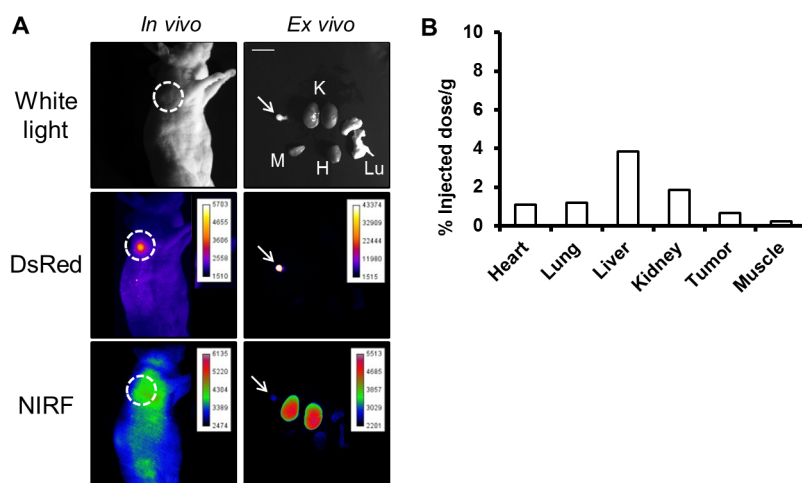 A
In vivo
Ex vivo
White light
K
M
H
Lu
DsRed
5703
4655
3606
2558
1510
43374
32909
22444
11980
1515
NIRF
6135
5220
4304
3389
2474
5513
4685
3857
3029
2201
B
% Injected dose/g
10
8
6
4
2
0
Heart
Lung
Liver
Kidney
Tumor
Muscle